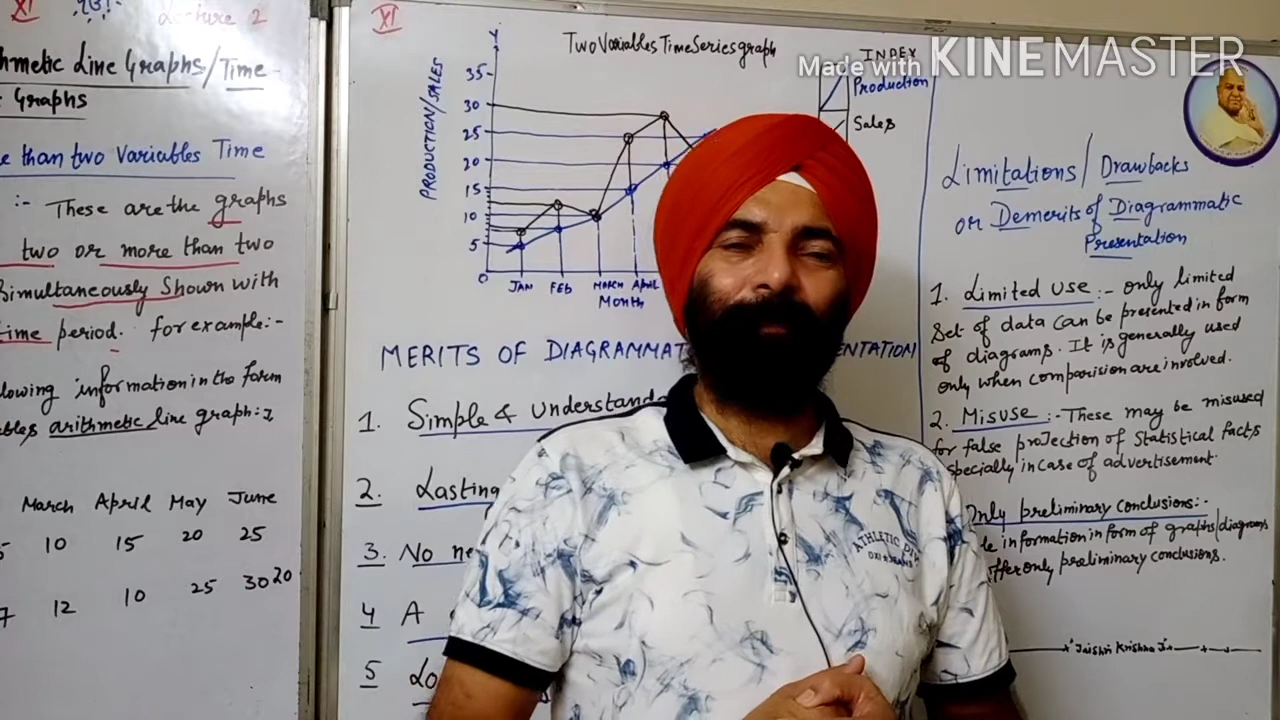 XI
Lecture 2
hmetic Line Graphs/Time
Graphs
e than two Variables Time
:- These are the graphs
two or more than two
Simultaneously Shown with
time period. for example:-
lowing information in the form
bles arithmetic line graph:-
March April May June
5 10 15 20 25
7 12 10 25 30 20
XI
Two Variables Time Series graph
Y
PRODUCTION/SALES
35
30
25
20
15
10
5
0
JAN FEB MARCH April
Month
INDEX
Production
Sales
Made with KINEMASTER
MERITS OF DIAGRAMMAT ENTATION
1. Simple & Understanda
2. Lasting
3. No ne
4 A
5 Lo
Limitations/Drawbacks
or Demerits of Diagrammatic
Presentation
1. Limited use:- only limited
Set of data can be presented in form
of diagrams. It is generally used
only when comparision are involved.
2. Misuse:- These may be misused
for false projection of Statistical facts
specially in case of advertisement.
Only preliminary conclusions:-
le information in form of graphs/diagrams
offer only preliminary conclusions.
"Jaishri Krishna Ji"
ATHLETIC DIV